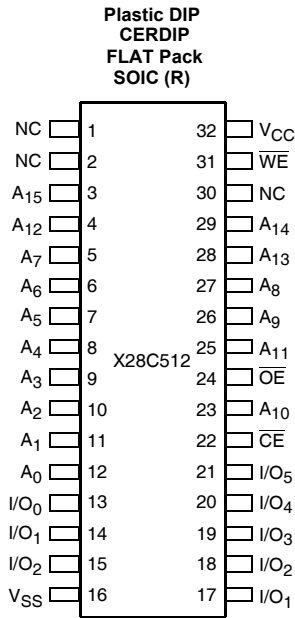 Plastic DIP
CERDIP
FLAT Pack
SOIC (R)
NC 1 32 VCC
NC 2 31 WE
A15 3 30 NC
A12 4 29 A14
A7 5 28 A13
A6 6 27 A8
A5 7 26 A9
A4 8 25 A11
X28C512
A3 9 24 OE
A2 10 23 A10
A1 11 22 CE
A0 12 21 I/O5
I/O0 13 20 I/O4
I/O1 14 19 I/O3
I/O2 15 18 I/O2
VSS 16 17 I/O1